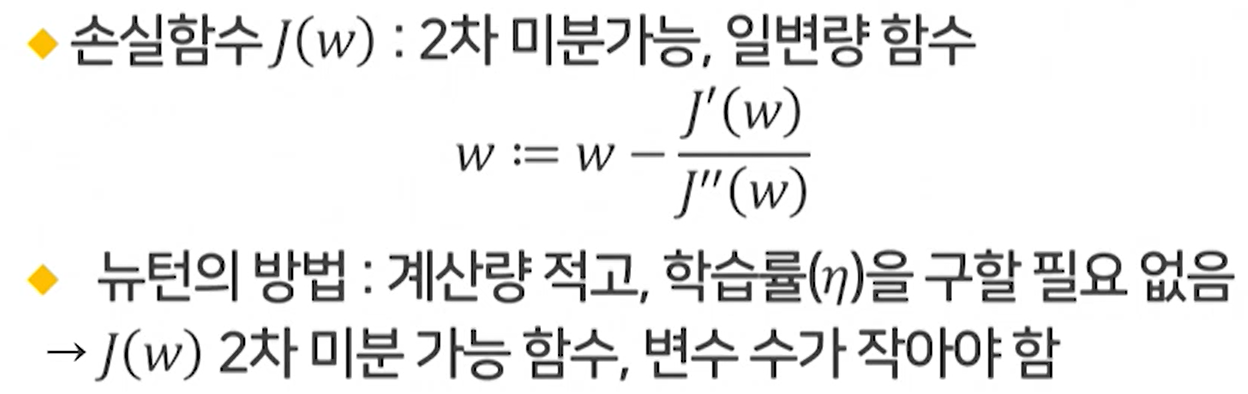 ◆ 손실함수 J(w) : 2차 미분가능, 일변량 함수
w := w − J′(w) / J″(w)
◆ 뉴턴의 방법 : 계산량 적고, 학습률(η)을 구할 필요 없음
→ J(w) 2차 미분 가능 함수, 변수 수가 작아야 함